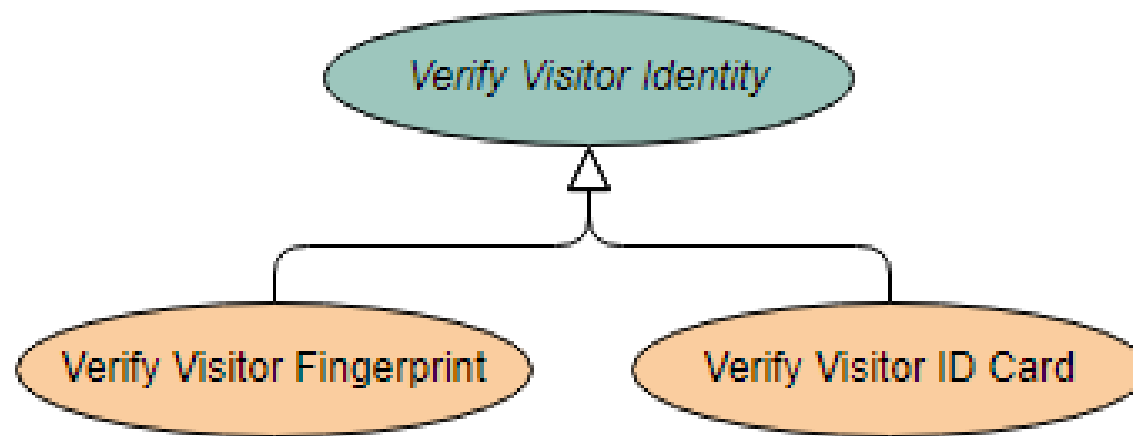 Verify Visitor Identity
Verify Visitor Fingerprint
Verify Visitor ID Card